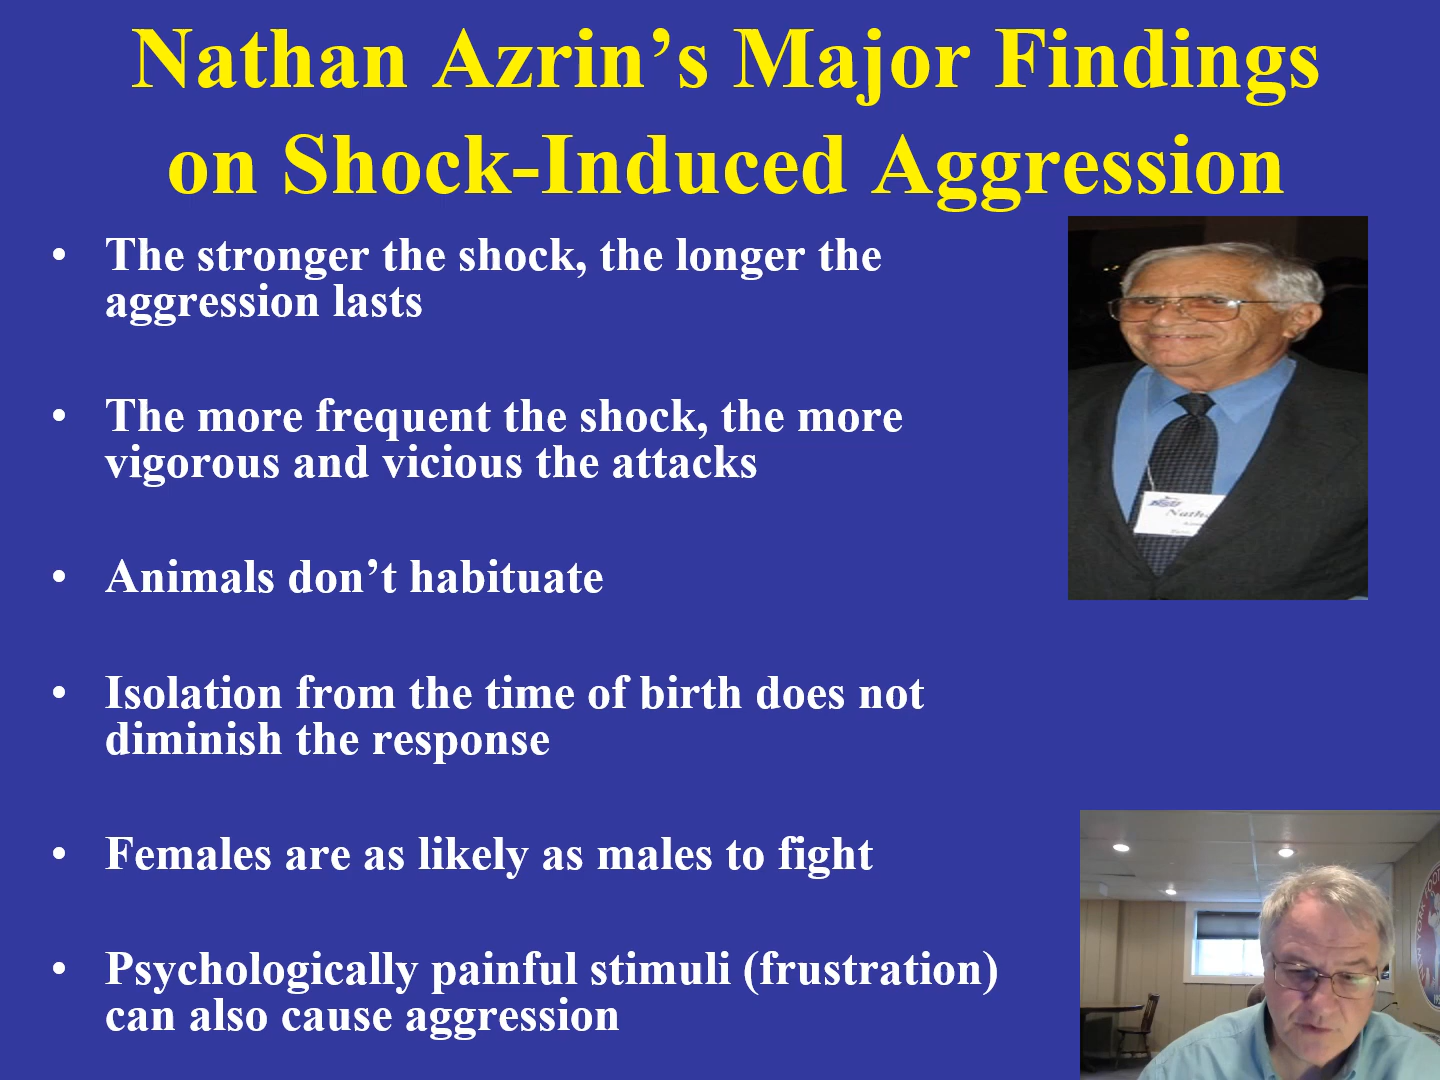 Nathan Azrin’s Major Findings
on Shock-Induced Aggression
• The stronger the shock, the longer the
aggression lasts
• The more frequent the shock, the more
vigorous and vicious the attacks
• Animals don’t habituate
• Isolation from the time of birth does not
diminish the response
• Females are as likely as males to fight
• Psychologically painful stimuli (frustration)
can also cause aggression